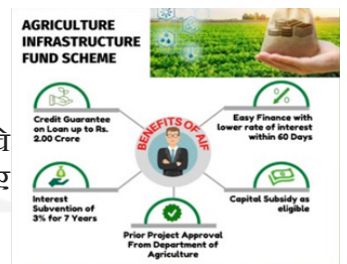 AGRICULTURE
INFRASTRUCTURE
FUND SCHEME
BENEFITS OF AIF
Credit Guarantee
on Loan up to Rs.
2.00 Crore
Easy Finance with
lower rate of interest
within 60 Days
Interest
Subvention of
3% for 7 Years
Capital Subsidy as
eligible
Prior Project Approval
From Department of
Agriculture